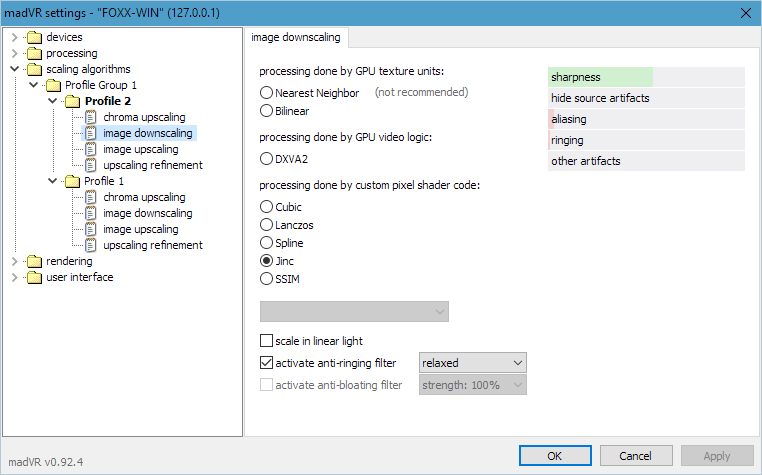 madVR settings - "FOXX-WIN" (127.0.0.1)
devices
processing
scaling algorithms
Profile Group 1
Profile 2
chroma upscaling
image downscaling
image upscaling
upscaling refinement
Profile 1
chroma upscaling
image downscaling
image upscaling
upscaling refinement
rendering
user interface
image downscaling
processing done by GPU texture units:
Nearest Neighbor (not recommended)
Bilinear
processing done by GPU video logic:
DXVA2
processing done by custom pixel shader code:
Cubic
Lanczos
Spline
Jinc
SSIM
scale in linear light
activate anti-ringing filter relaxed
activate anti-bloating filter strength: 100%
sharpness
hide source artifacts
aliasing
ringing
other artifacts
madVR v0.92.4
OK Cancel Apply